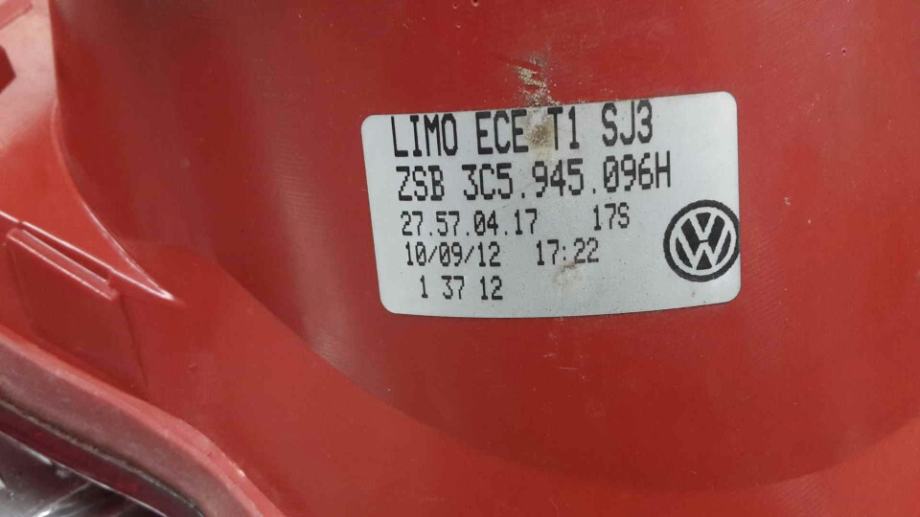 LIMO ECE T1 SJ3
ZSB 3C5.945.096H
27.57.04.17 17S
10/09/12 17:22
1 37 12